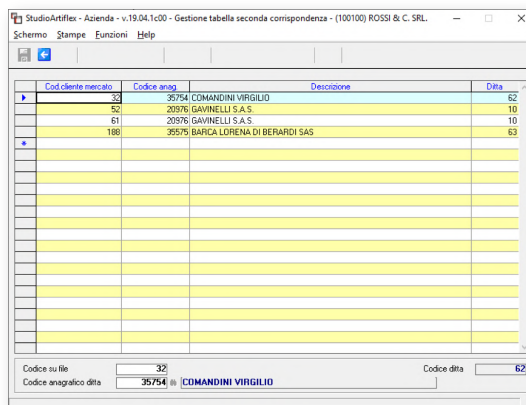 StudioArtiflex - Azienda - v.19.04.1c00 - Gestione tabella seconda corrispondenza - (100100) ROSSI & C. SRL.
Schermo Stampe Funzioni Help
Cod.cliente mercato Codice anag. Descrizione Ditta
32 35754 COMANDINI VIRGILIO 62
52 20976 GAVINELLI S.A.S. 10
61 20976 GAVINELLI S.A.S. 10
188 35575 BARCA LORENA DI BERARDI SAS 63
Codice su file 32 Codice ditta 62
Codice anagrafico ditta 35754 COMANDINI VIRGILIO